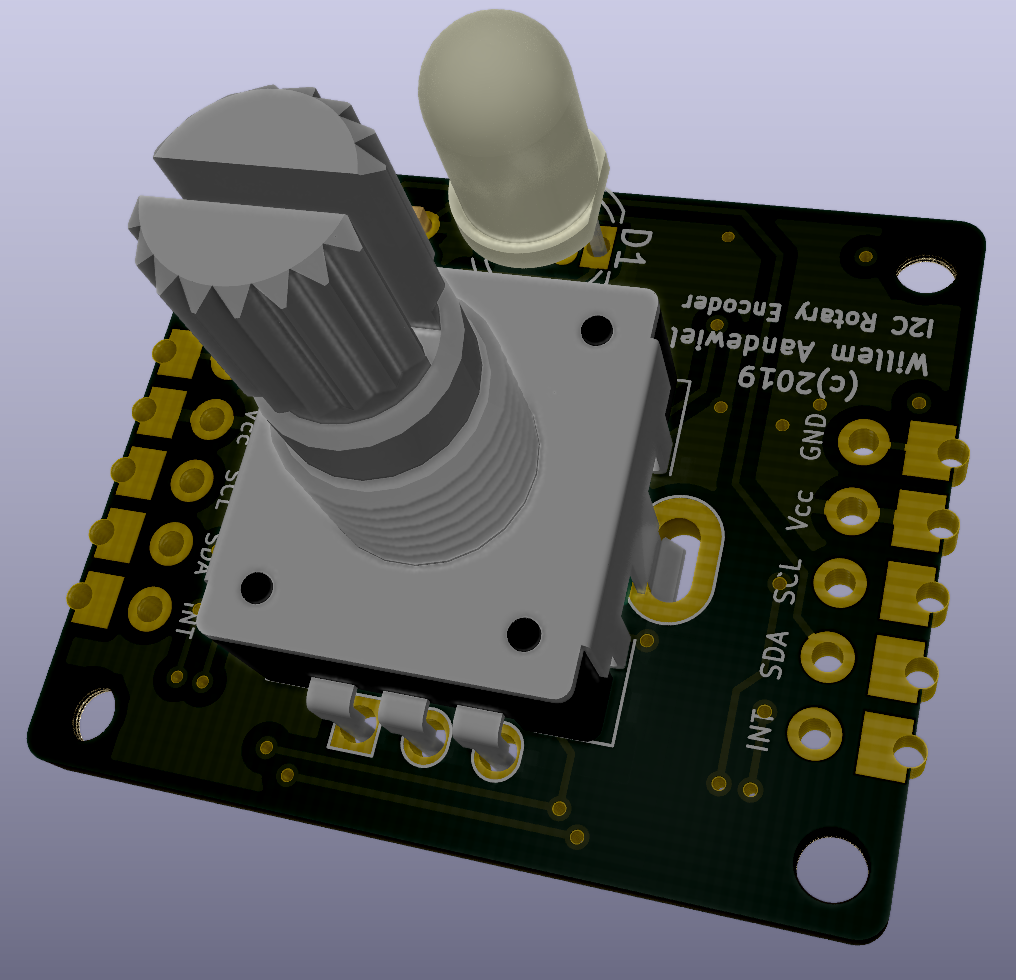 D1
I2C Rotary Encoder
Willem Aandewiel
(c)2019
GND
Vcc
SCL
SDA
INT
Vcc
SCL
SDA
INT